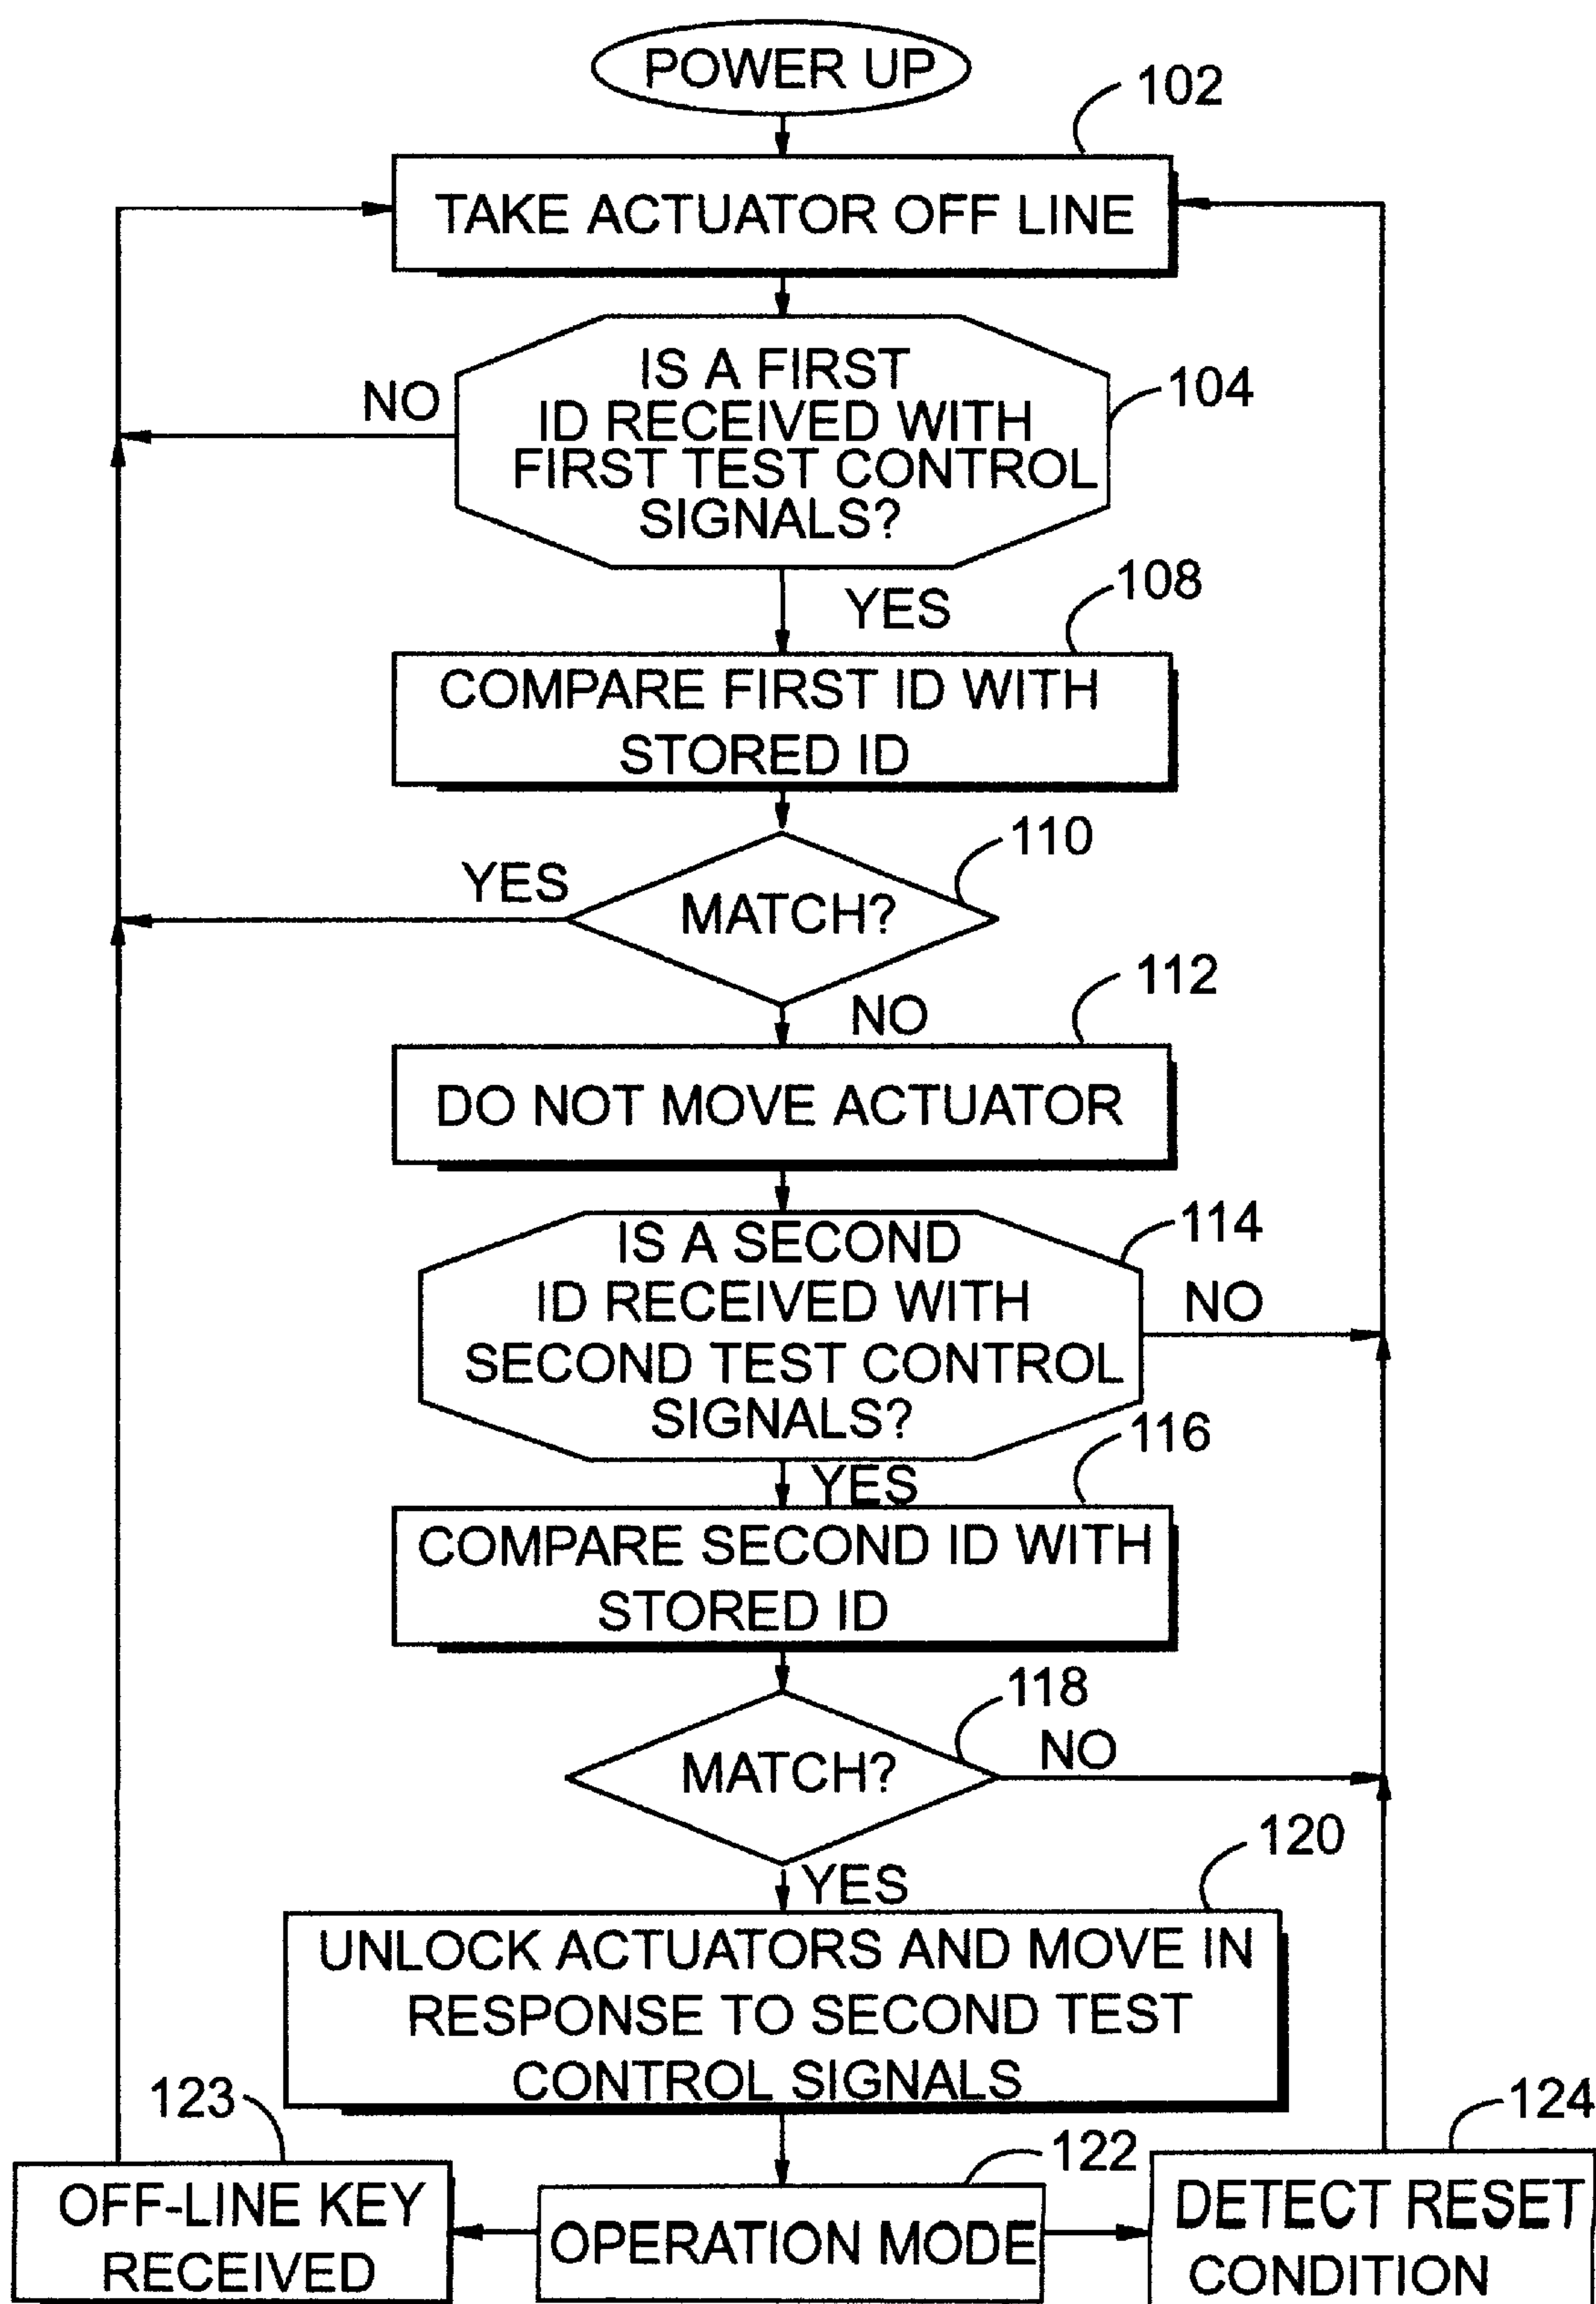 POWER UP
102
TAKE ACTUATOR OFF LINE
IS A FIRST
ID RECEIVED WITH
FIRST TEST CONTROL
SIGNALS?
104
NO
YES
108
COMPARE FIRST ID WITH
STORED ID
110
MATCH?
YES
NO
112
DO NOT MOVE ACTUATOR
114
IS A SECOND
ID RECEIVED WITH
SECOND TEST CONTROL
SIGNALS?
NO
YES
116
COMPARE SECOND ID WITH
STORED ID
118
MATCH?
NO
YES
120
UNLOCK ACTUATORS AND MOVE IN
RESPONSE TO SECOND TEST
CONTROL SIGNALS
123
OFF-LINE KEY
RECEIVED
122
OPERATION MODE
124
DETECT RESET
CONDITION